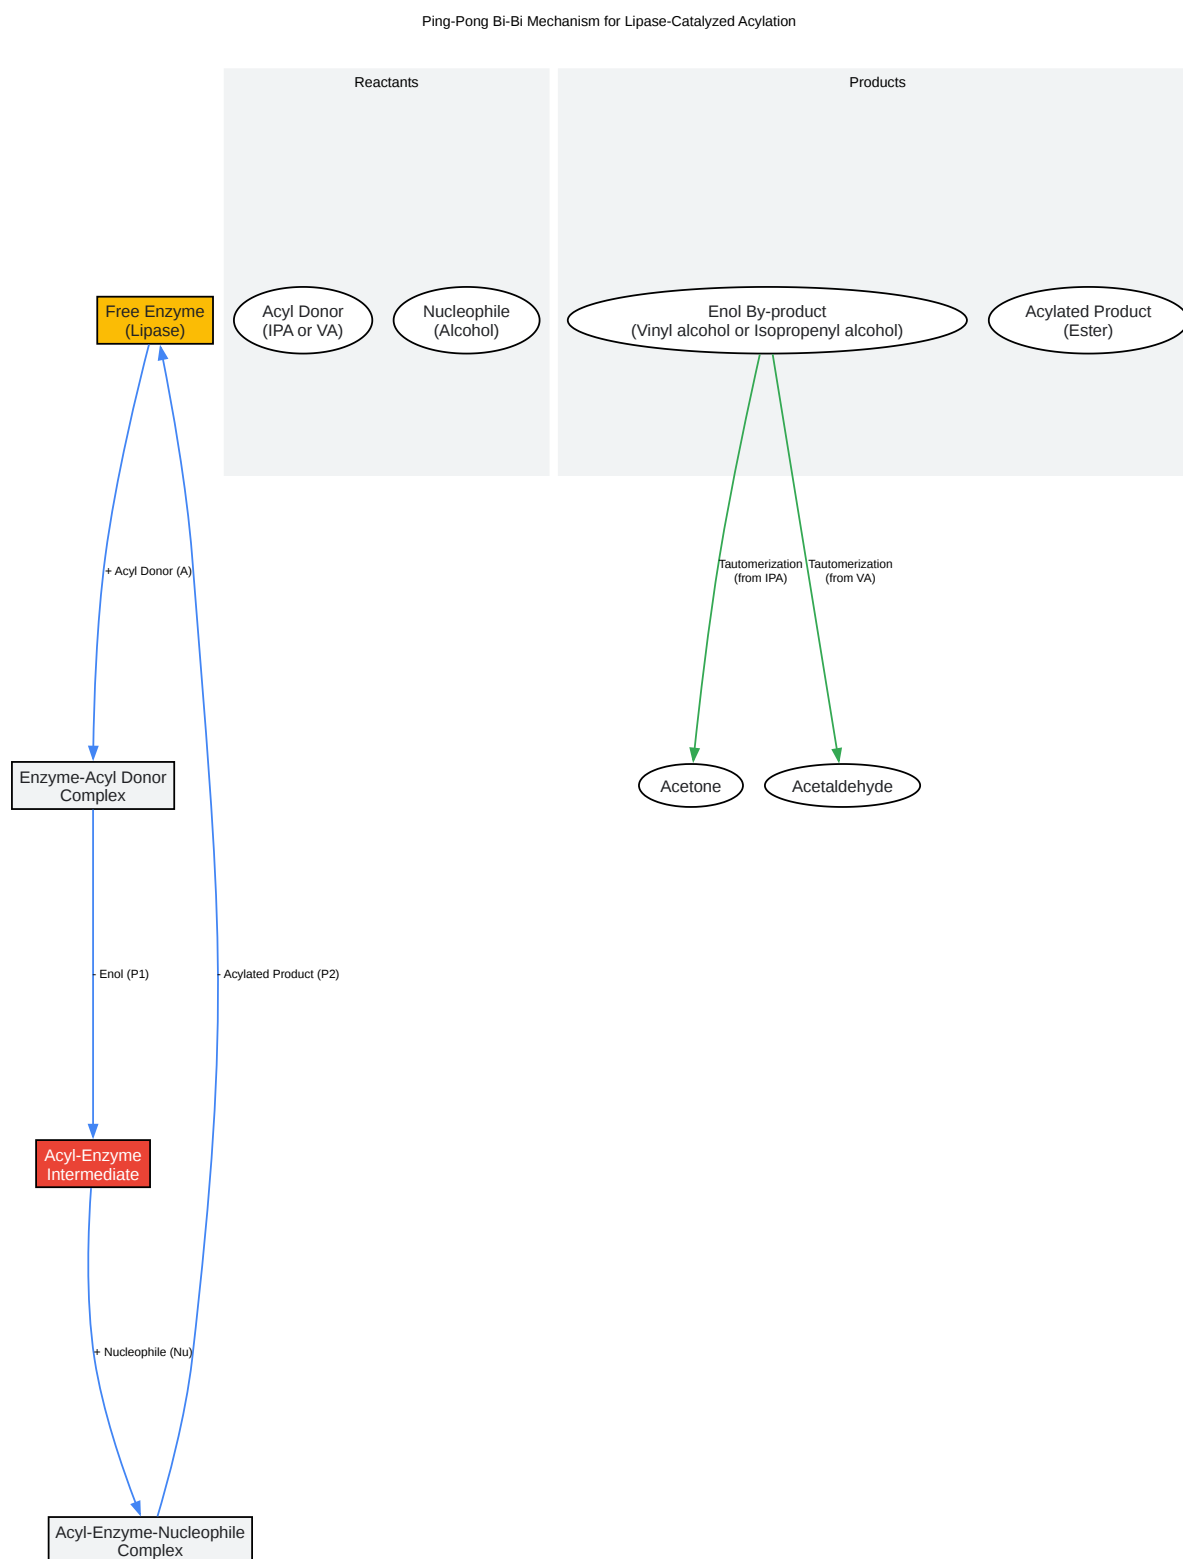 Ping-Pong Bi-Bi Mechanism for Lipase-Catalyzed Acylation
Reactants
Products
Free Enzyme
(Lipase)
Acyl Donor
(IPA or VA)
Nucleophile
(Alcohol)
Enol By-product
(Vinyl alcohol or Isopropenyl alcohol)
Acylated Product
(Ester)
+ Acyl Donor (A)
Tautomerization
(from IPA)
Tautomerization
(from VA)
Enzyme-Acyl Donor
Complex
Acetone
Acetaldehyde
- Enol (P1)
- Acylated Product (P2)
Acyl-Enzyme
Intermediate
+ Nucleophile (Nu)
Acyl-Enzyme-Nucleophile
Complex